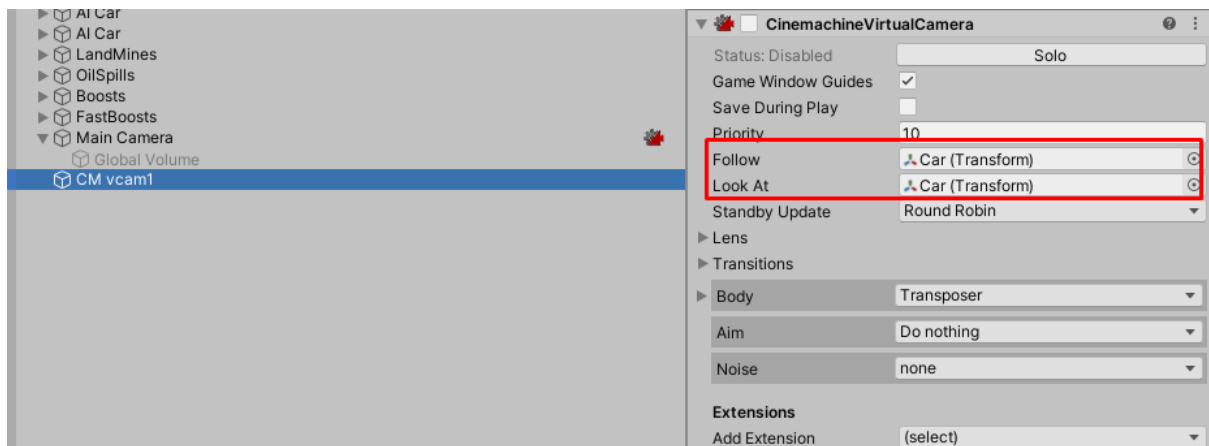 AI Car
AI Car
LandMines
OilSpills
Boosts
FastBoosts
Main Camera
Global Volume
CM vcam1
CinemachineVirtualCamera
Status: Disabled Solo
Game Window Guides
Save During Play
Priority 10
Follow Car (Transform)
Look At Car (Transform)
Standby Update Round Robin
Lens
Transitions
Body Transposer
Aim Do nothing
Noise none
Extensions
Add Extension (select)